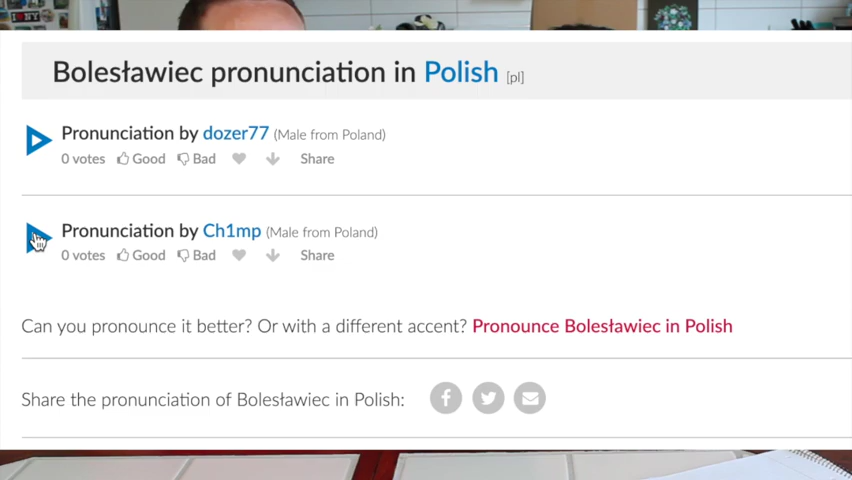 I NY
Bolesławiec pronunciation in Polish [pl]
Pronunciation by dozer77 (Male from Poland)
0 votes Good Bad Share
Pronunciation by Ch1mp (Male from Poland)
0 votes Good Bad Share
Can you pronounce it better? Or with a different accent? Pronounce Bolesławiec in Polish
Share the pronunciation of Bolesławiec in Polish: